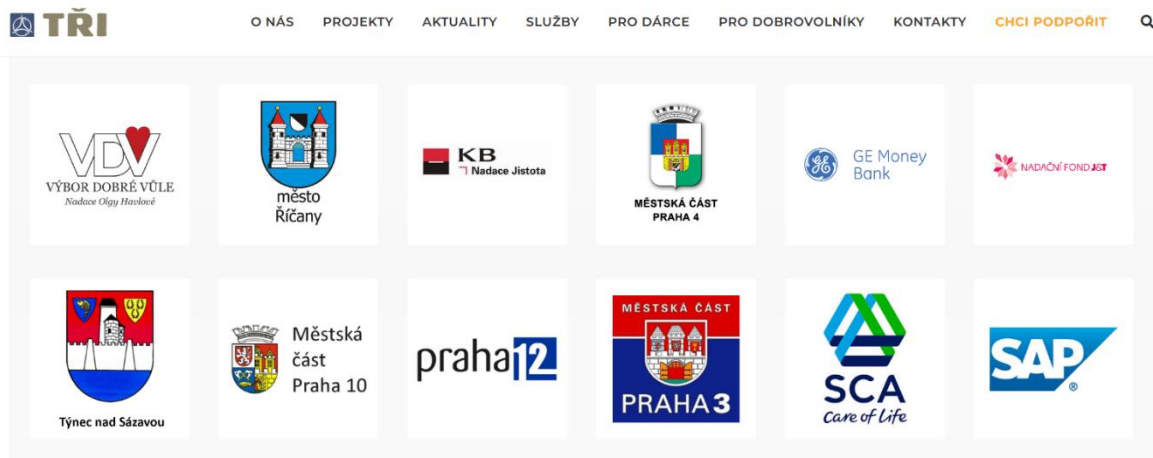 TŘI
O NÁS PROJEKTY AKTUALITY SLUŽBY PRO DÁRCE PRO DOBROVOLNÍKY KONTAKTY CHCI PODPOŘIT
VDV
VÝBOR DOBRÉ VŮLE
Nadace Olgy Havlové
město
Říčany
KB
Nadace Jistota
MĚSTSKÁ ČÁST
PRAHA 4
GE
GE Money
Bank
NADAČNÍ FOND J&T
Týnec nad Sázavou
Městská
část
Praha 10
praha12
MĚSTSKÁ ČÁST
PRAHA3
SCA
Care of Life
SAP®